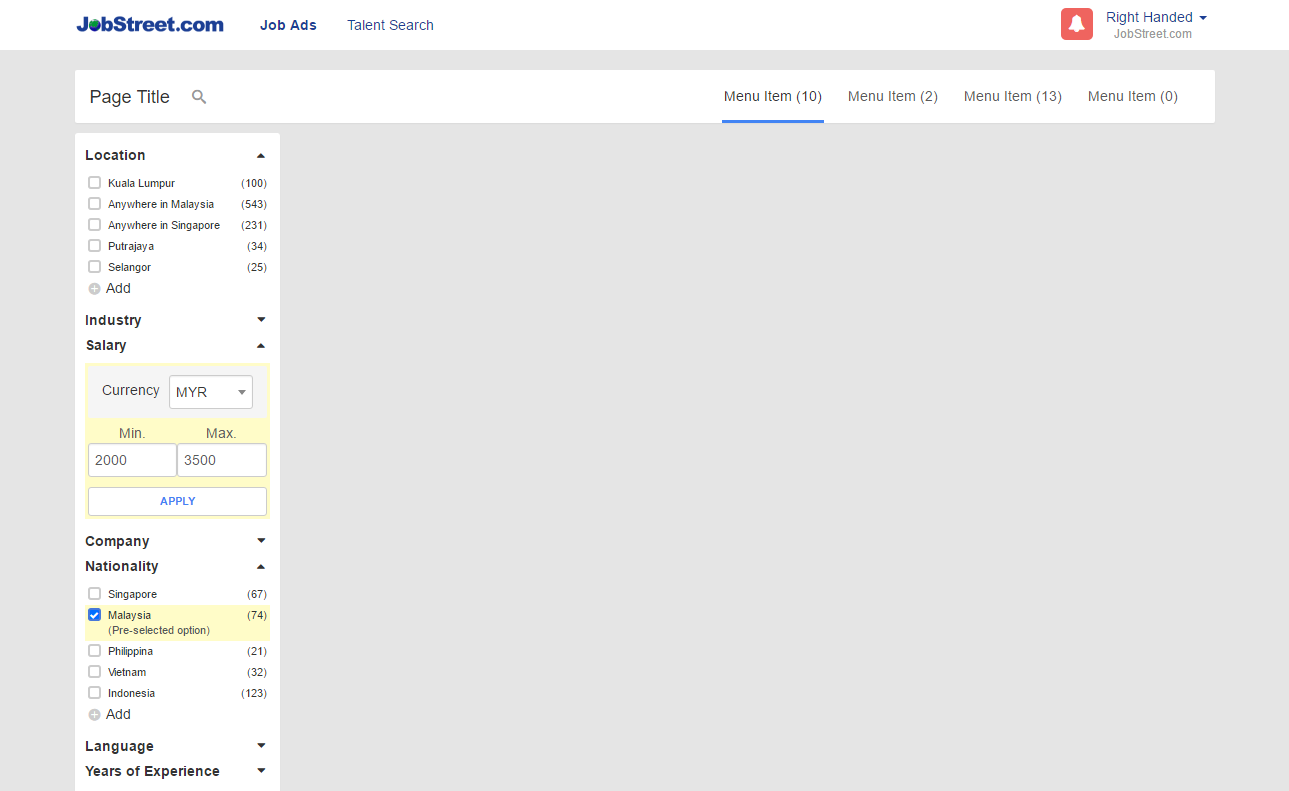 JobStreet.com Job Ads Talent Search Right Handed
JobStreet.com
Page Title Menu Item (10) Menu Item (2) Menu Item (13) Menu Item (0)
Location
Kuala Lumpur (100)
Anywhere in Malaysia (543)
Anywhere in Singapore (231)
Putrajaya (34)
Selangor (25)
Add
Industry
Salary
Currency MYR
Min. Max.
2000 3500
APPLY
Company
Nationality
Singapore (67)
Malaysia (74)
(Pre-selected option)
Philippina (21)
Vietnam (32)
Indonesia (123)
Add
Language
Years of Experience